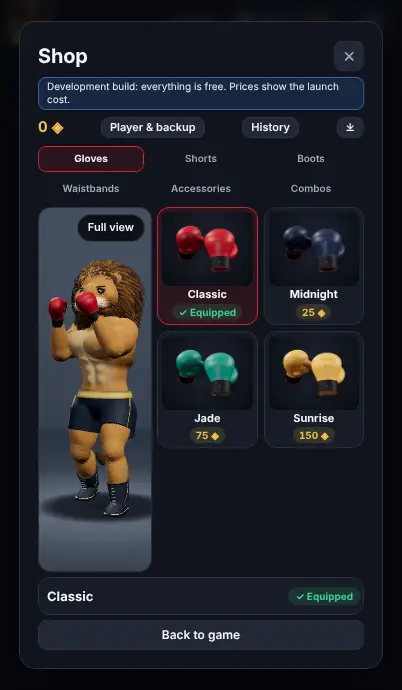 Shop
Development build: everything is free. Prices show the launch
cost.
0
Player & backup
History
Gloves
Shorts
Boots
Waistbands
Accessories
Combos
Full view
Classic
✓ Equipped
Midnight
25
Jade
75
Sunrise
150
Classic
✓ Equipped
Back to game